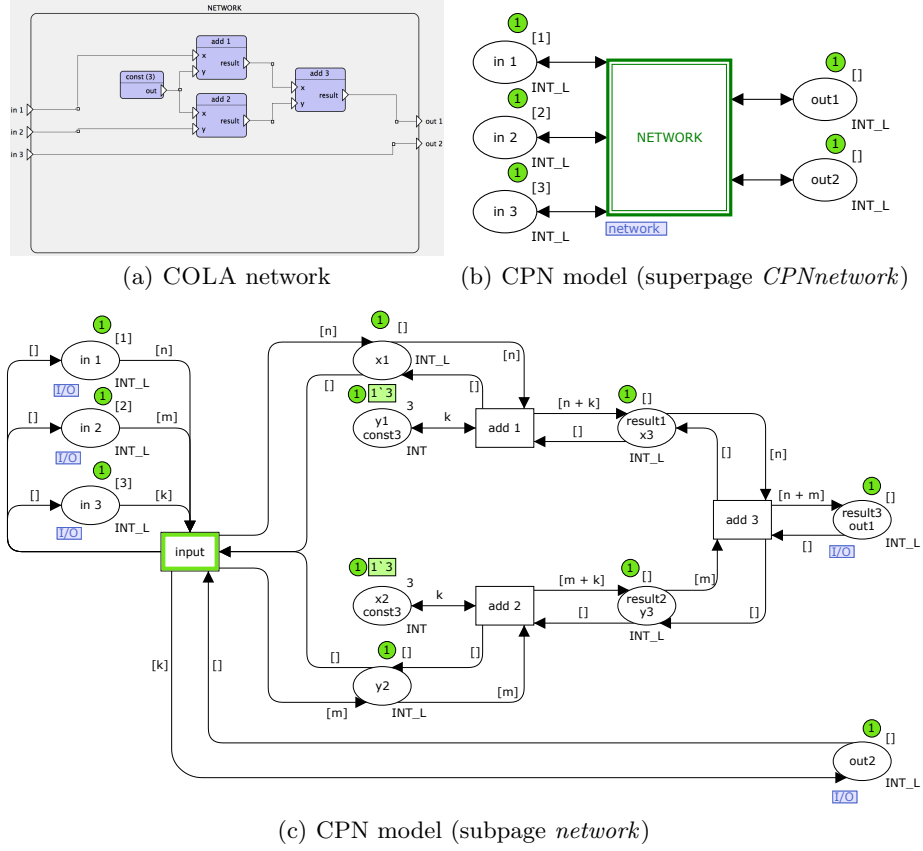 NETWORK
add 1
x
result
y
const (3)
out
add 3
x
result
y
add 2
x
result
y
in 1
in 2
in 3
out 1
out 2
(a) COLA network
1
[1]
in 1
INT_L
1
[2]
in 2
INT_L
1
[3]
in 3
INT_L
NETWORK
network
1
[]
out1
INT_L
1
[]
out2
INT_L
(b) CPN model (superpage CPNnetwork)
1
[1]
[] in 1 [n]
I/O INT_L
1
[2]
[] in 2 [m]
I/O INT_L
1
[3]
[] in 3 [k]
I/O INT_L
input
[n]
1
[]
x1
INT_L
[n]
[]
[]
1 1`3
3
y1
const3
INT
k
add 1
[n + k]
[]
1
[]
result1
x3
INT_L
[n]
[]
add 3
[n + m]
[]
1
[]
result3
out1
INT_L
I/O
1 1`3
3
x2
const3
INT
k
add 2
[m + k]
[]
1
[]
result2
y3
INT_L
[m]
[]
1
[]
[]
[]
y2
INT_L
[m]
[m]
[k]
[]
1
[]
out2
INT_L
I/O
(c) CPN model (subpage network)